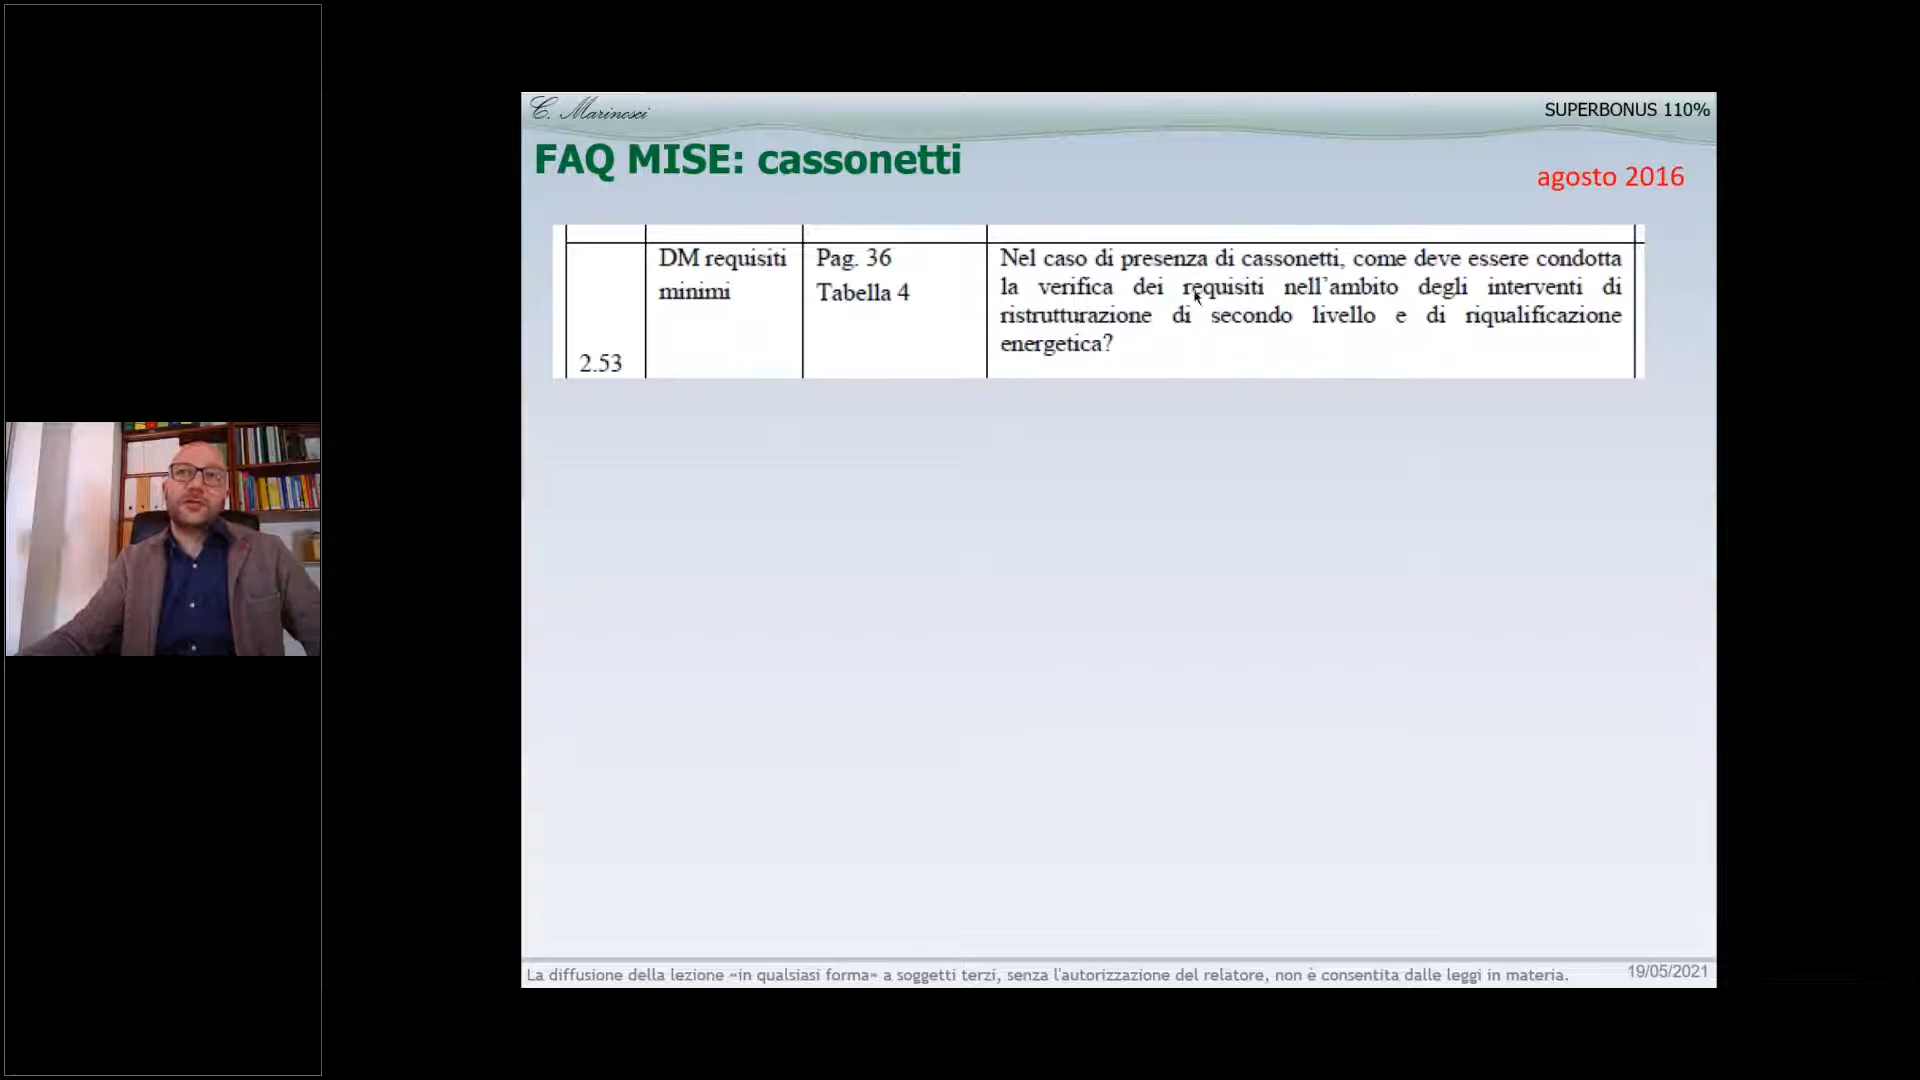 C. Marinosci
SUPERBONUS 110%
FAQ MISE: cassonetti
agosto 2016
2.53
DM requisiti
minimi
Pag. 36
Tabella 4
Nel caso di presenza di cassonetti, come deve essere condotta
la verifica dei requisiti nell'ambito degli interventi di
ristrutturazione di secondo livello e di riqualificazione
energetica?
La diffusione della lezione «in qualsiasi forma» a soggetti terzi, senza l'autorizzazione del relatore, non è consentita dalle leggi in materia.
19/05/2021